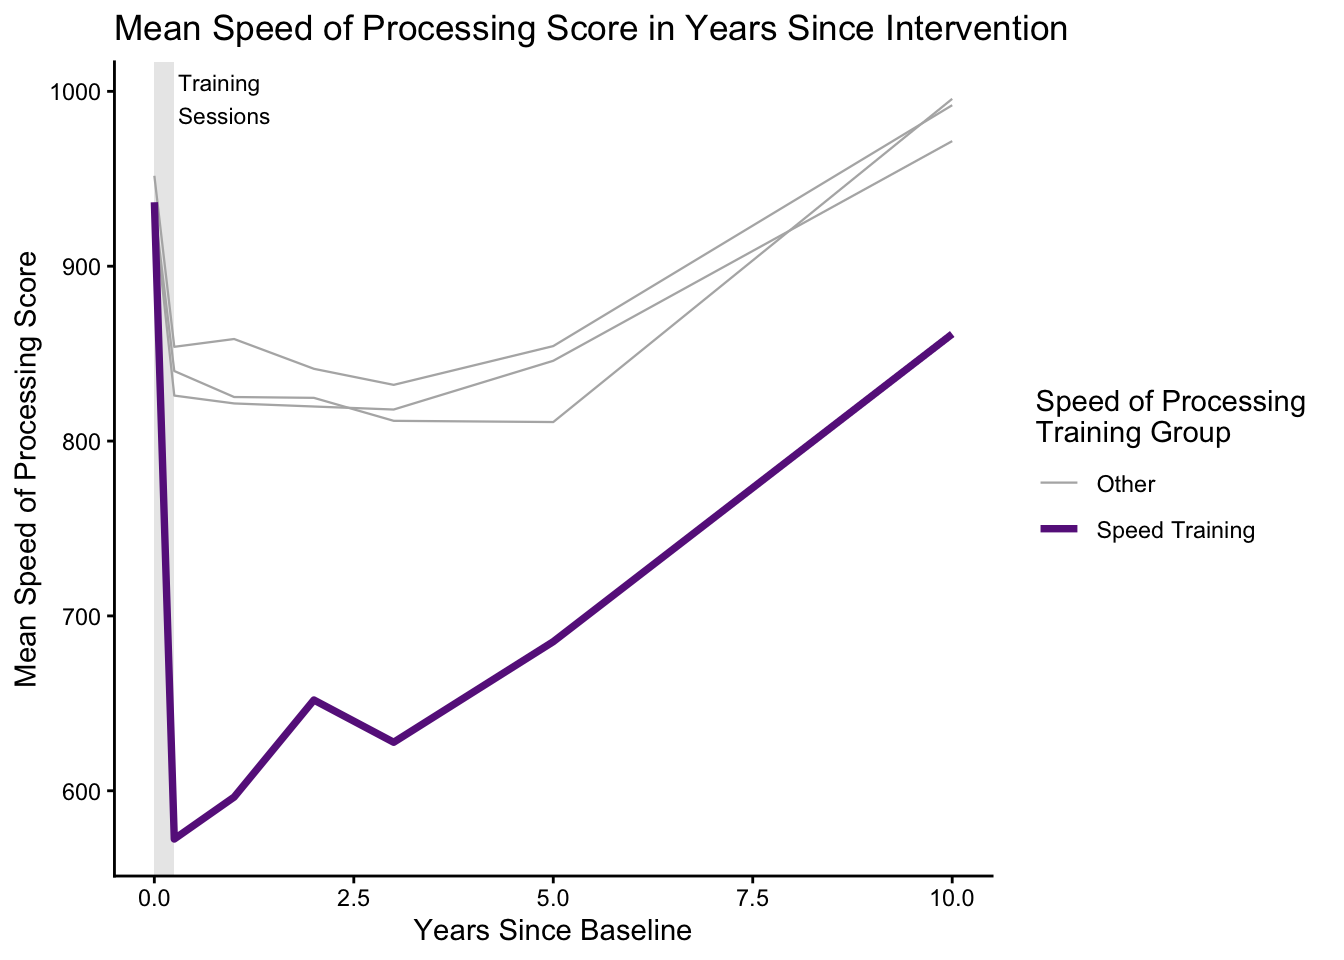 Mean Speed of Processing Score in Years Since Intervention
Training
Sessions
1000
900
800
700
600
Mean Speed of Processing Score
0.0 2.5 5.0 7.5 10.0
Years Since Baseline
Speed of Processing
Training Group
Other
Speed Training